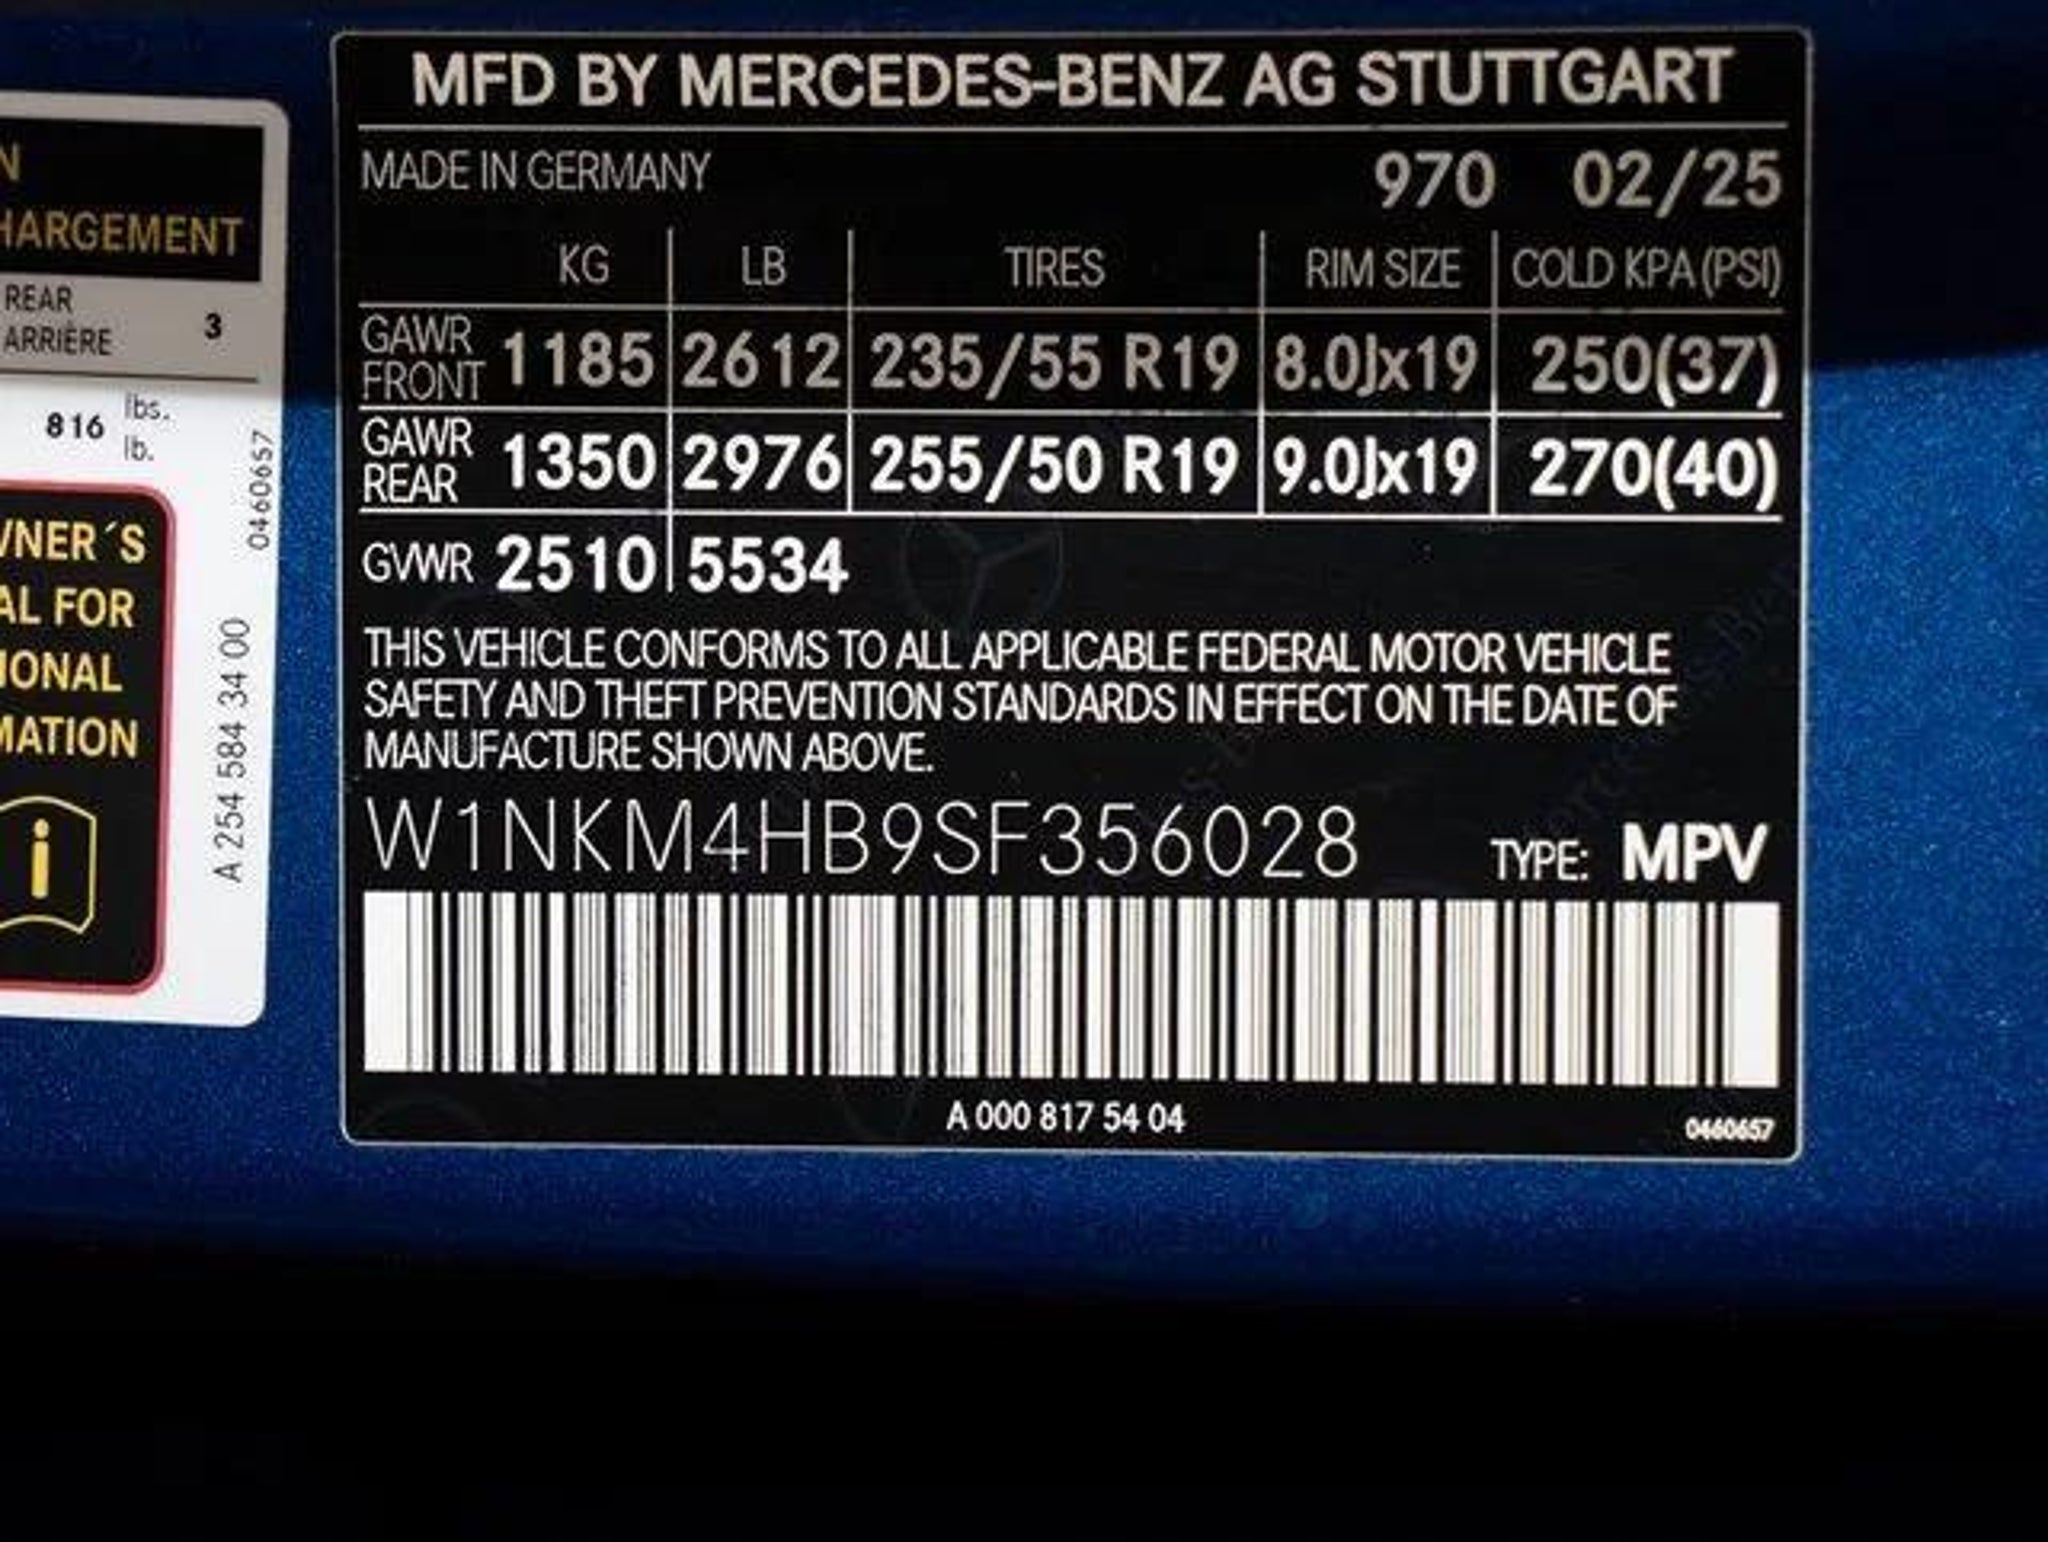 N
HARGEMENT
REAR
ARRIÈRE
3
816 lbs.
lb.
0460657
WNER´S
AL FOR
IONAL
MATION
i
A 254 584 34 00
MFD BY MERCEDES-BENZ AG STUTTGART
MADE IN GERMANY 970 02/25
KG LB TIRES RIM SIZE COLD KPA (PSI)
GAWR FRONT 1185 2612 235/55 R19 8.0Jx19 250(37)
GAWR REAR 1350 2976 255/50 R19 9.0Jx19 270(40)
GVWR 2510 5534
THIS VEHICLE CONFORMS TO ALL APPLICABLE FEDERAL MOTOR VEHICLE
SAFETY AND THEFT PREVENTION STANDARDS IN EFFECT ON THE DATE OF
MANUFACTURE SHOWN ABOVE.
W1NKM4HB9SF356028 TYPE: MPV
A 000 817 54 04
0460657